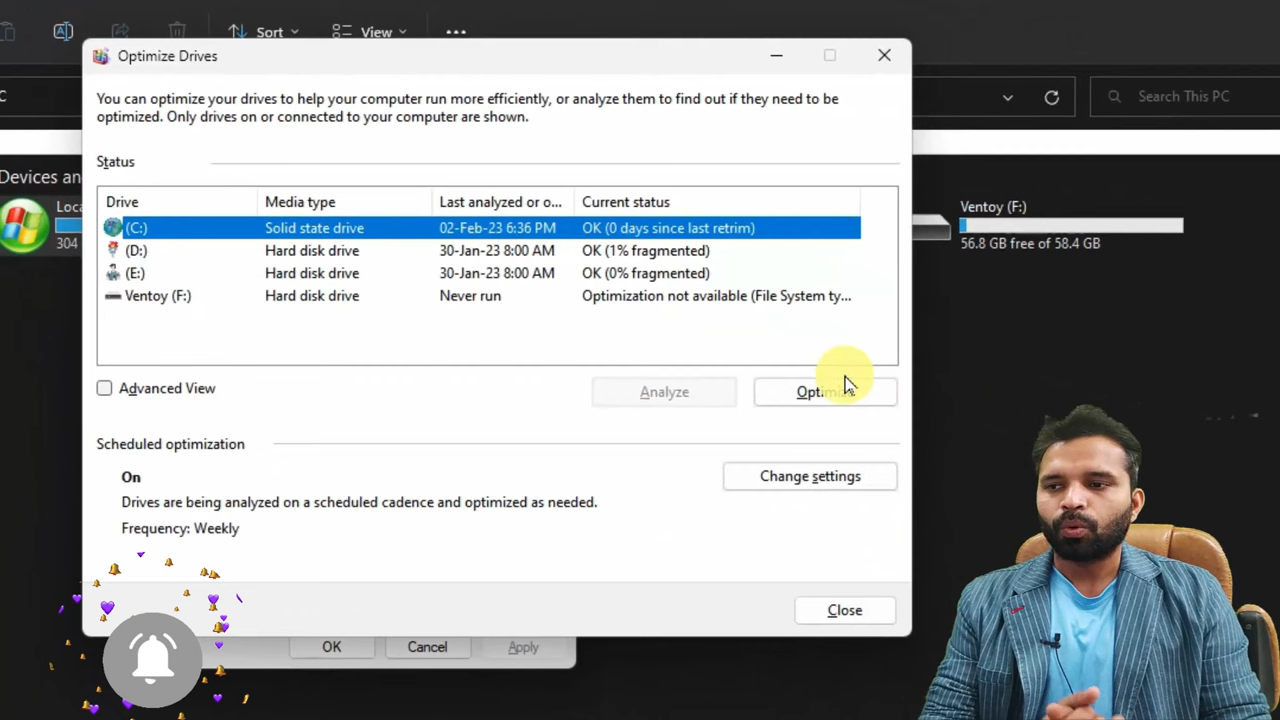 Sort
View
Optimize Drives
C
Search This PC
You can optimize your drives to help your computer run more efficiently, or analyze them to find out if they need to be
optimized. Only drives on or connected to your computer are shown.
Status
Devices an
Loca
304
Drive Media type Last analyzed or o... Current status
(C:) Solid state drive 02-Feb-23 6:36 PM OK (0 days since last retrim)
(D:) Hard disk drive 30-Jan-23 8:00 AM OK (1% fragmented)
(E:) Hard disk drive 30-Jan-23 8:00 AM OK (0% fragmented)
Ventoy (F:) Hard disk drive Never run Optimization not available (File System ty...
Ventoy (F:)
56.8 GB free of 58.4 GB
Advanced View
Analyze
Optimize
Scheduled optimization
On
Change settings
Drives are being analyzed on a scheduled cadence and optimized as needed.
Frequency: Weekly
Close
OK
Cancel
Apply